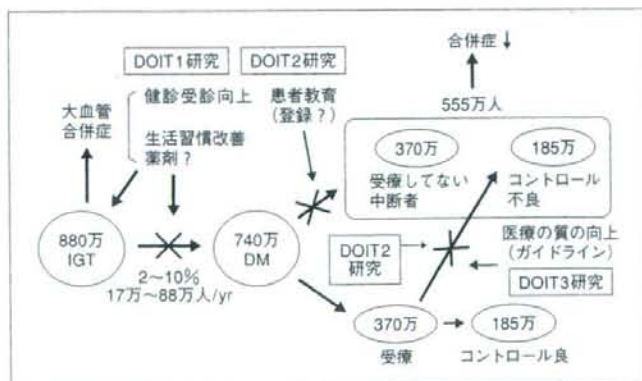 DOIT1研究
DOIT2研究
合併症↓
健診受診向上
生活習慣改善
薬剤?
患者教育
(登録?)
大血管
合併症
555万人
370万
受療してない
中断者
185万
コントロール
不良
880万
IGT
740万
DM
2〜10%
17万〜88万人/yr
DOIT2
研究
医療の質の向上
(ガイドライン)
DOIT3研究
370万
受療
185万
コントロール良